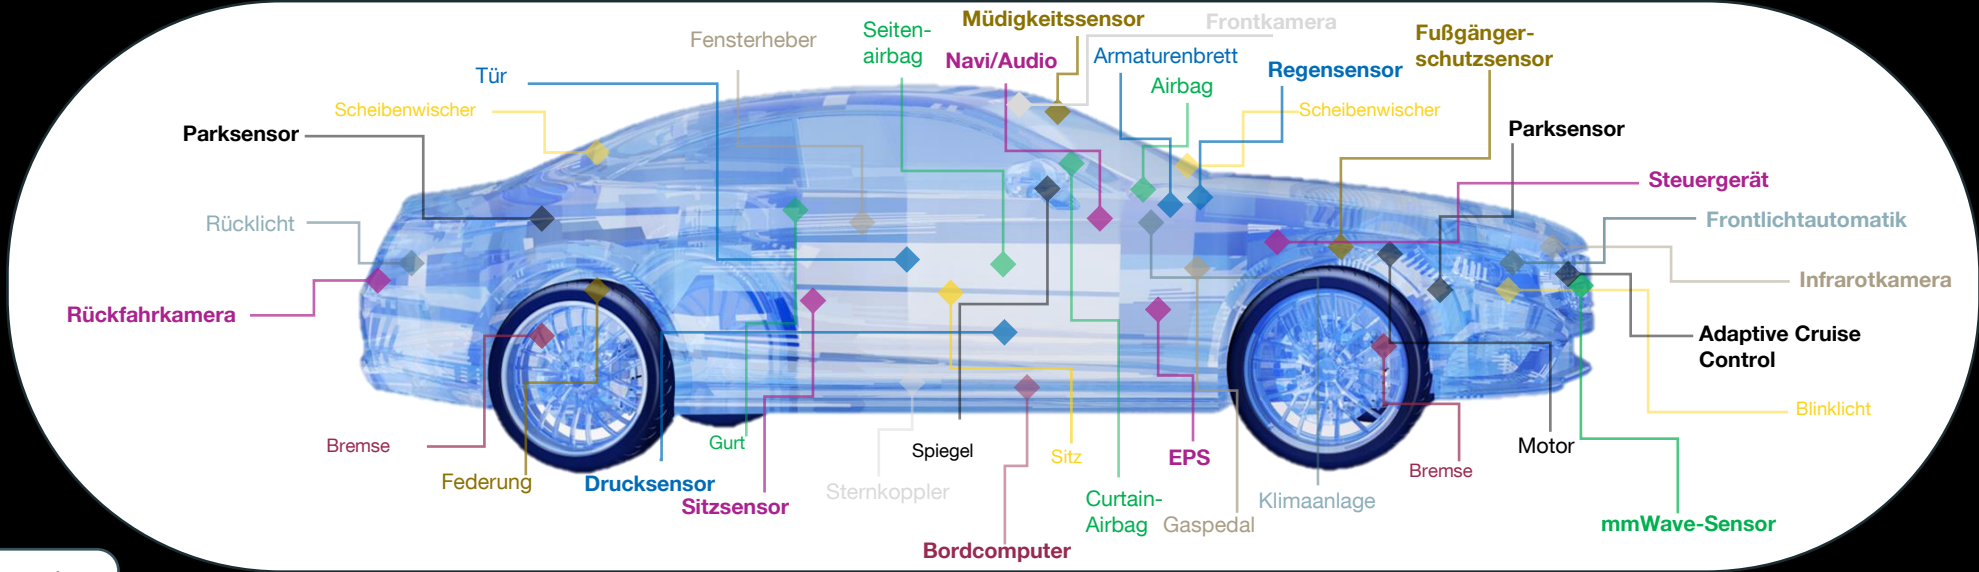 Müdigkeitssensor
Frontkamera
Seiten-
airbag
Fußgänger-
schutzsensor
Fensterheber
Navi/Audio
Armaturenbrett
Regensensor
Tür
Airbag
Scheibenwischer
Scheibenwischer
Parksensor
Parksensor
Steuergerät
Rücklicht
Frontlichtautomatik
Infrarotkamera
Rückfahrkamera
Adaptive Cruise
Control
Blinklicht
Bremse
Gurt
Spiegel
Sitz
EPS
Motor
Bremse
Federung
Drucksensor
Sitzsensor
Sternkoppler
Curtain-
Airbag
Klimaanlage
Gaspedal
mmWave-Sensor
Bordcomputer